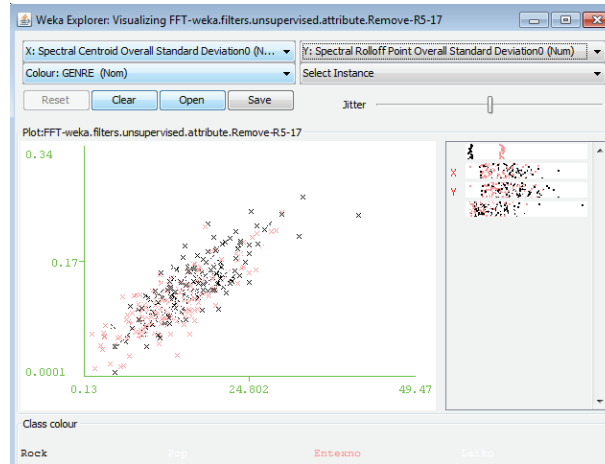 Weka Explorer: Visualizing FFT-weka.filters.unsupervised.attribute.Remove-R5-17
X: Spectral Centroid Overall Standard Deviation0 (N...
Y: Spectral Rolloff Point Overall Standard Deviation0 (Num)
Colour: GENRE (Nom)
Select Instance
Reset Clear Open Save Jitter
Plot:FFT-weka.filters.unsupervised.attribute.Remove-R5-17
0.34
X
Y
0.17
0.0001
0.13 24.802 49.47
Class colour
Rock Pop Entexno Laiko